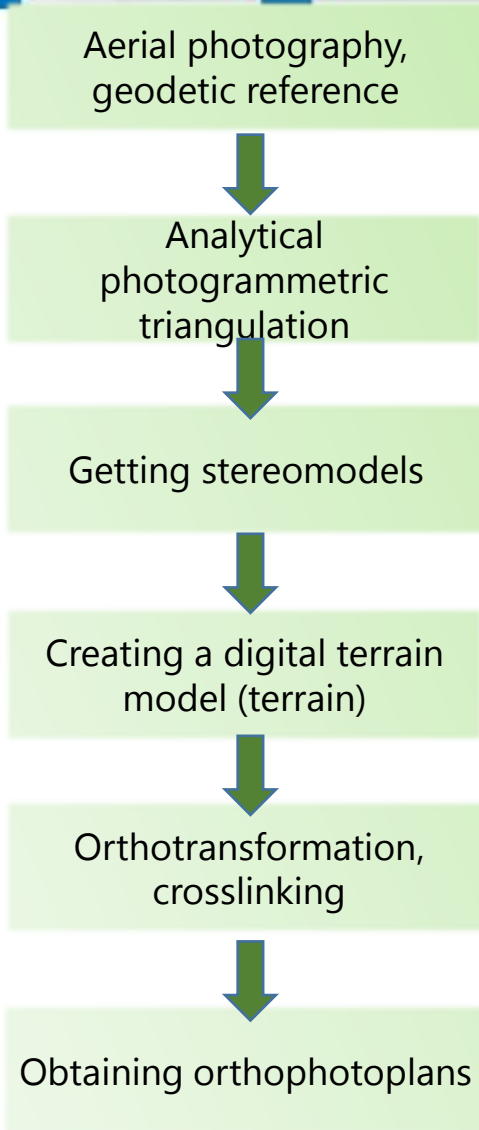 Aerial photography,
geodetic reference
Analytical
photogrammetric
triangulation
Getting stereomodels
Creating a digital terrain
model (terrain)
Orthotransformation,
crosslinking
Obtaining orthophotoplans